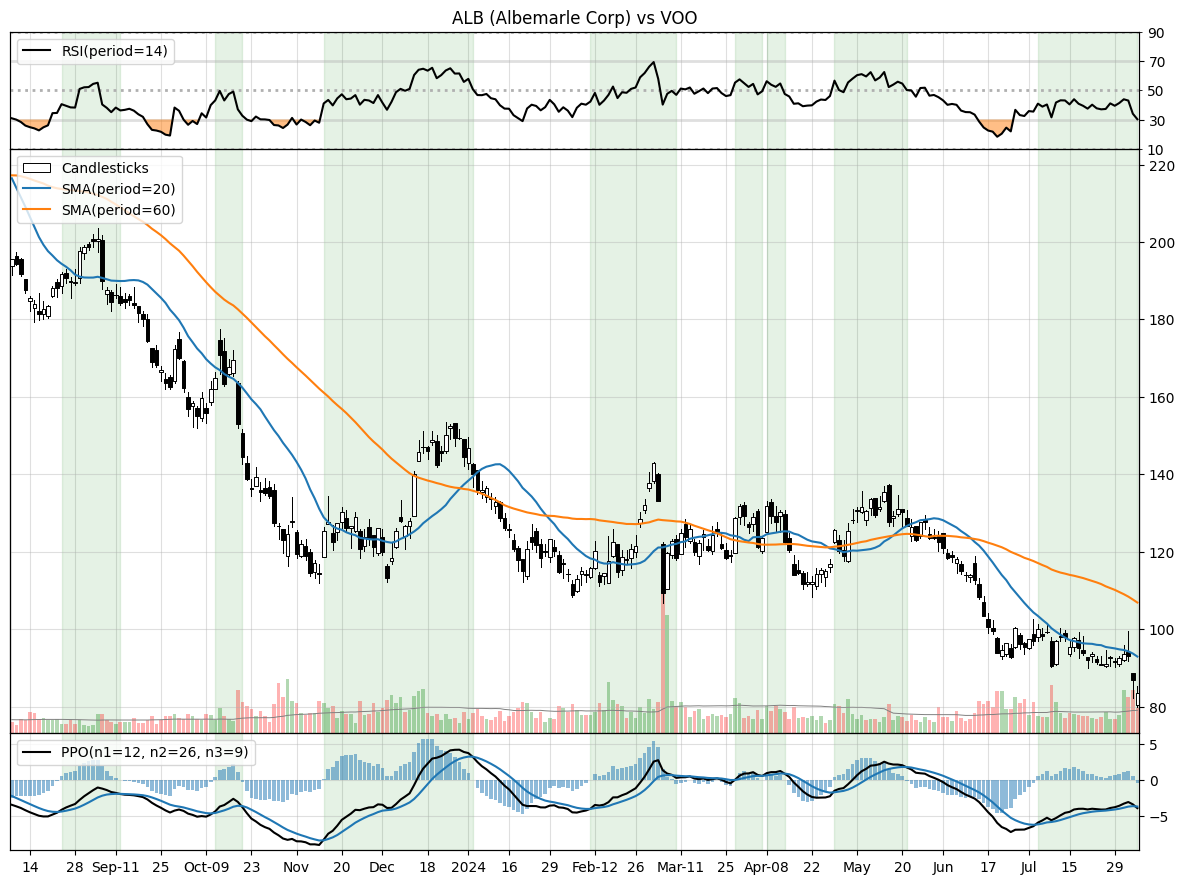 ALB (Albemarle Corp) vs VOO
RSI(period=14)
90
70
50
30
10
Candlesticks
SMA(period=20)
SMA(period=60)
220
200
180
160
140
120
100
80
PPO(n1=12, n2=26, n3=9)
5
0
−5
14 28 Sep-11 25 Oct-09 23 Nov 20 Dec 18 2024 16 29 Feb-12 26 Mar-11 25 Apr-08 22 May 20 Jun 17 Jul 15 29